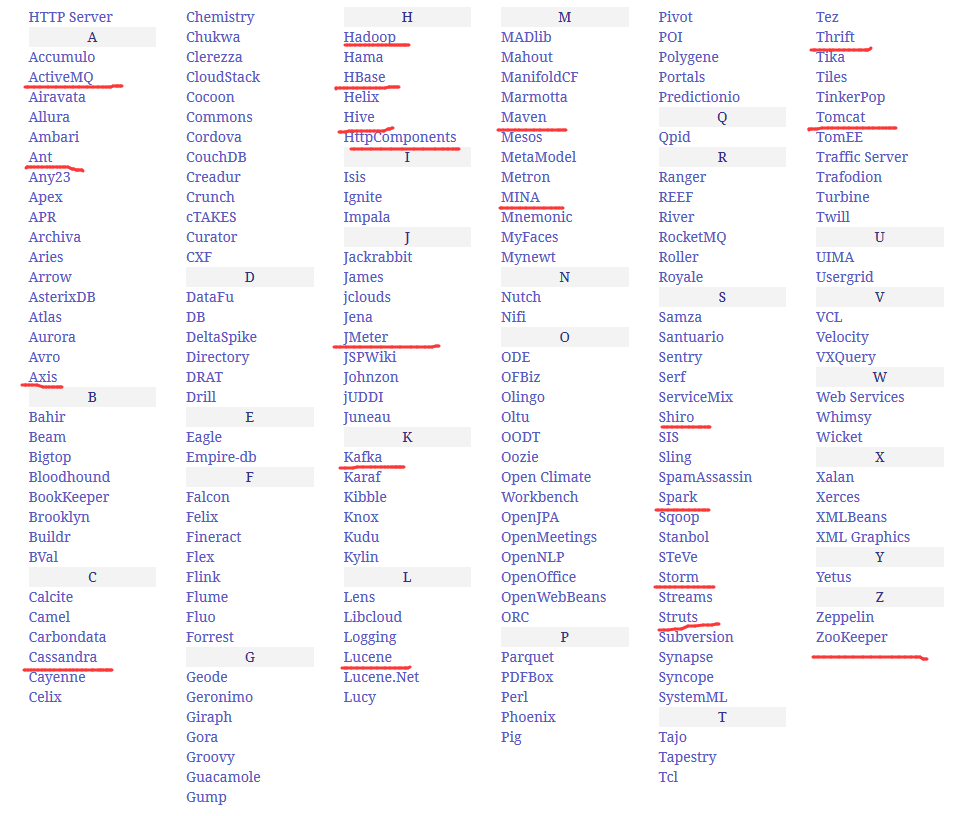 HTTP Server
A
Accumulo
ActiveMQ
Airavata
Allura
Ambari
Ant
Any23
Apex
APR
Archiva
Aries
Arrow
AsterixDB
Atlas
Aurora
Avro
Axis
B
Bahir
Beam
Bigtop
Bloodhound
BookKeeper
Brooklyn
Buildr
BVal
C
Calcite
Camel
Carbondata
Cassandra
Cayenne
Celix
Chemistry
Chukwa
Clerezza
CloudStack
Cocoon
Commons
Cordova
CouchDB
Creadur
Crunch
cTAKES
Curator
CXF
D
DataFu
DB
DeltaSpike
Directory
DRAT
Drill
E
Eagle
Empire-db
F
Falcon
Felix
Fineract
Flex
Flink
Flume
Fluo
Forrest
G
Geode
Geronimo
Giraph
Gora
Groovy
Guacamole
Gump
H
Hadoop
Hama
HBase
Helix
Hive
HttpComponents
I
Isis
Ignite
Impala
J
Jackrabbit
James
jclouds
Jena
JMeter
JSPWiki
Johnzon
jUDDI
Juneau
K
Kafka
Karaf
Kibble
Knox
Kudu
Kylin
L
Lens
Libcloud
Logging
Lucene
Lucene.Net
Lucy
M
MADlib
Mahout
ManifoldCF
Marmotta
Maven
Mesos
MetaModel
Metron
MINA
Mnemonic
MyFaces
Mynewt
N
Nutch
Nifi
O
ODE
OFBiz
Olingo
Oltu
OODT
Oozie
Open Climate
Workbench
OpenJPA
OpenMeetings
OpenNLP
OpenOffice
OpenWebBeans
ORC
P
Parquet
PDFBox
Perl
Phoenix
Pig
Pivot
POI
Polygene
Portals
Predictionio
Q
Qpid
R
Ranger
REEF
River
RocketMQ
Roller
Royale
S
Samza
Santuario
Sentry
Serf
ServiceMix
Shiro
SIS
Sling
SpamAssassin
Spark
Sqoop
Stanbol
STeVe
Storm
Streams
Struts
Subversion
Synapse
Syncope
SystemML
T
Tajo
Tapestry
Tcl
Tez
Thrift
Tika
Tiles
TinkerPop
Tomcat
TomEE
Traffic Server
Trafodion
Turbine
Twill
U
UIMA
Usergrid
V
VCL
Velocity
VXQuery
W
Web Services
Whimsy
Wicket
X
Xalan
Xerces
XMLBeans
XML Graphics
Y
Yetus
Z
Zeppelin
ZooKeeper